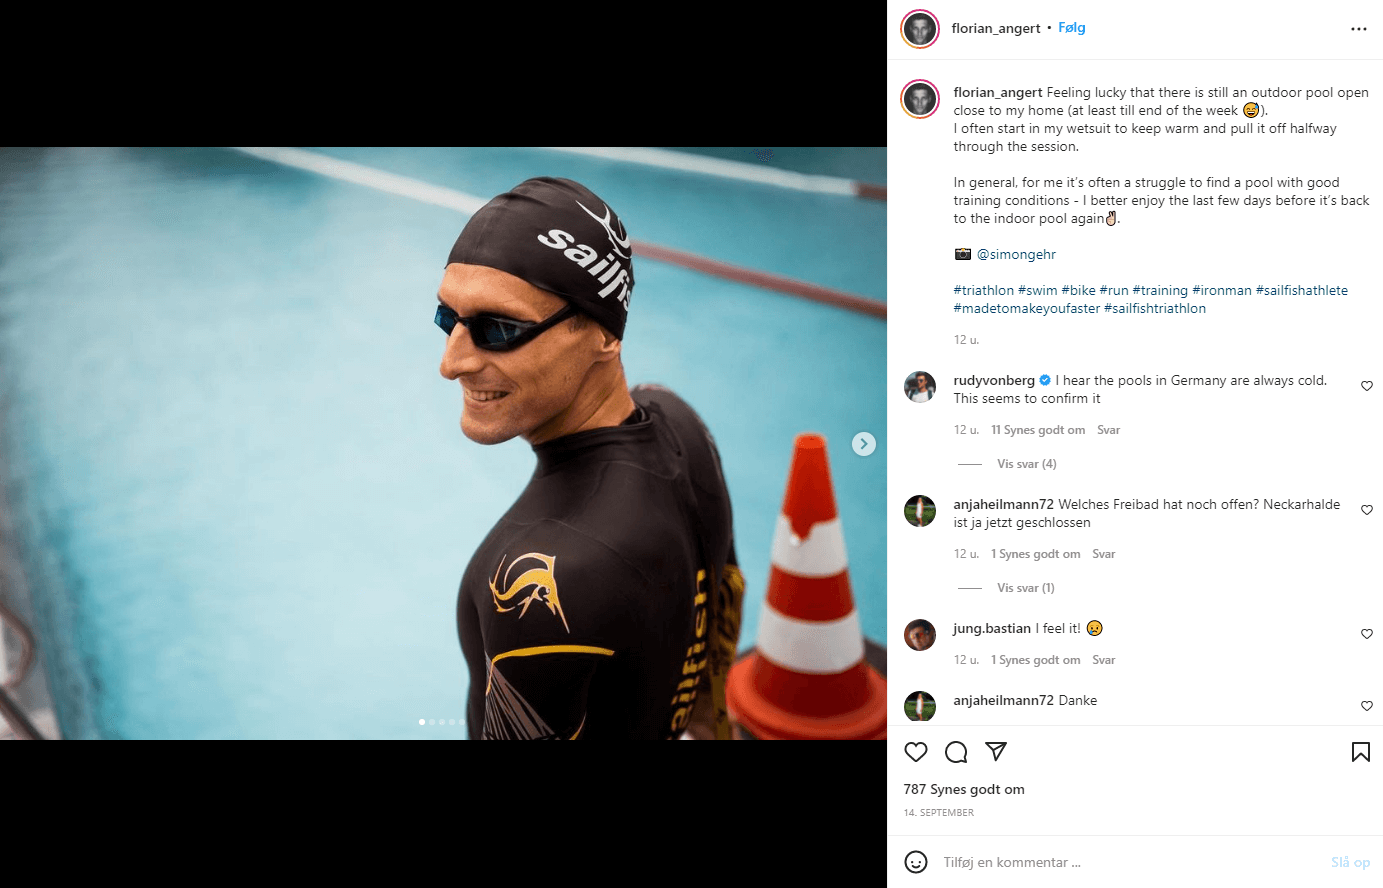 sailfis
sailfish
florian_angert • Følg
florian_angert Feeling lucky that there is still an outdoor pool open
close to my home (at least till end of the week 😅).
I often start in my wetsuit to keep warm and pull it off halfway
through the session.
In general, for me it's often a struggle to find a pool with good
training conditions - I better enjoy the last few days before it's back
to the indoor pool again✌🏻.
📷 @simongehr
#triathlon #swim #bike #run #training #ironman #sailfishathlete
#madetomakeyoufaster #sailfishtriathlon
12 u.
rudyvonberg I hear the pools in Germany are always cold.
This seems to confirm it
12 u. 11 Synes godt om Svar
Vis svar (4)
anjaheilmann72 Welches Freibad hat noch offen? Neckarhalde
ist ja jetzt geschlossen
12 u. 1 Synes godt om Svar
Vis svar (1)
jung.bastian I feel it! 😢
12 u. 1 Synes godt om Svar
anjaheilmann72 Danke
787 Synes godt om
14. SEPTEMBER
Tilføj en kommentar ...
Slå op